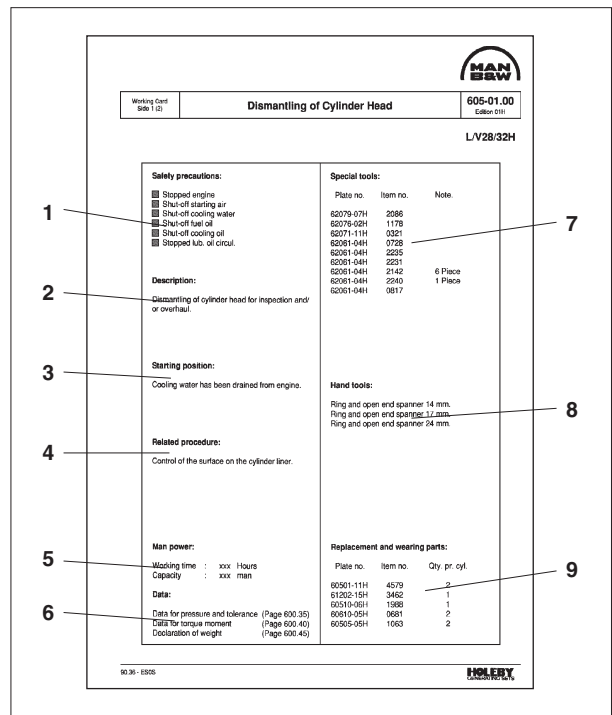 MAN
B&W
Working Card
Side 1 (2)
Dismantling of Cylinder Head
605-01.00
Edition 01H
L/V28/32H
Safety precautions:
Stopped engine
Shut-off starting air
Shut-off cooling water
Shut-off fuel oil
Shut-off cooling oil
Stopped lub. oil circul.
Description:
Dismantling of cylinder head for inspection and/
or overhaul.
Starting position:
Cooling water has been drained from engine.
Related procedure:
Control of the surface on the cylinder liner.
Man power:
Working time : xxx Hours
Capacity : xxx man
Data:
Data for pressure and tolerance (Page 600.35)
Data for torque moment (Page 600.40)
Declaration of weight (Page 600.45)
Special tools:
Plate no. Item no. Note.
62079-07H 2086
62076-02H 1178
62071-11H 0321
62061-04H 0728
62061-04H 2235
62061-04H 2231
62061-04H 2142 6 Piece
62061-04H 2240 1 Piece
62061-04H 0817
Hand tools:
Ring and open end spanner 14 mm.
Ring and open end spanner 17 mm.
Ring and open end spanner 24 mm.
Replacement and wearing parts:
Plate no. Item no. Qty. pr. cyl.
60501-11H 4579 2
61202-15H 3462 1
60510-06H 1988 1
60610-05H 0681 2
60505-05H 1063 2
1
2
3
4
5
6
7
8
9
90.36 - ES0S
HOLEBY
GENERATING SETS